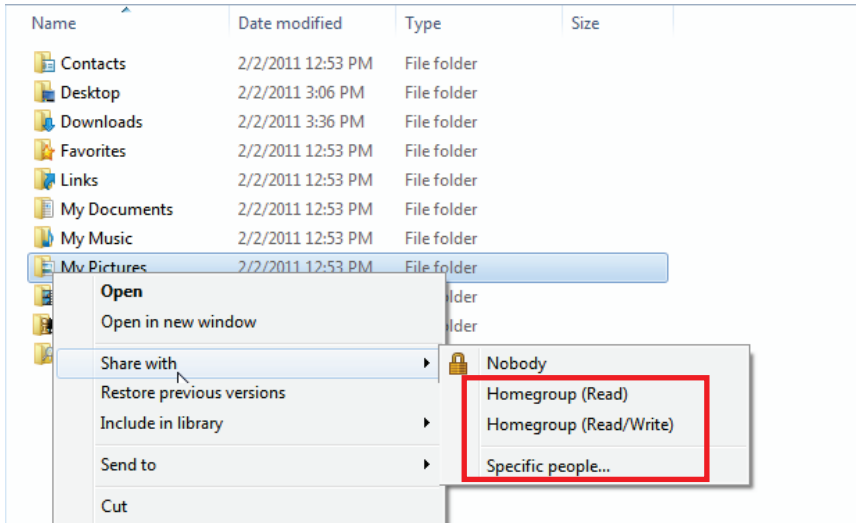 Name Date modified Type Size
Contacts 2/2/2011 12:53 PM File folder
Desktop 2/2/2011 3:06 PM File folder
Downloads 2/2/2011 3:36 PM File folder
Favorites 2/2/2011 12:53 PM File folder
Links 2/2/2011 12:53 PM File folder
My Documents 2/2/2011 12:53 PM File folder
My Music 2/2/2011 12:53 PM File folder
My Pictures 2/2/2011 12:53 PM File folder
Open
Open in new window
Share with
Restore previous versions
Include in library
Send to
Cut
Nobody
Homegroup (Read)
Homegroup (Read/Write)
Specific people...